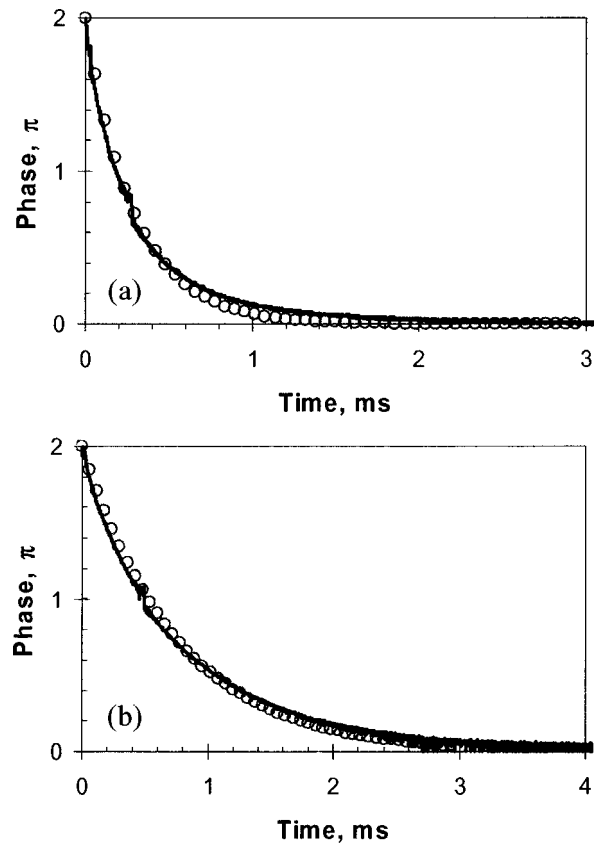 2
1
0
Phase, π
(a)
0 1 2 3
Time, ms
2
1
0
Phase, π
(b)
0 1 2 3 4
Time, ms